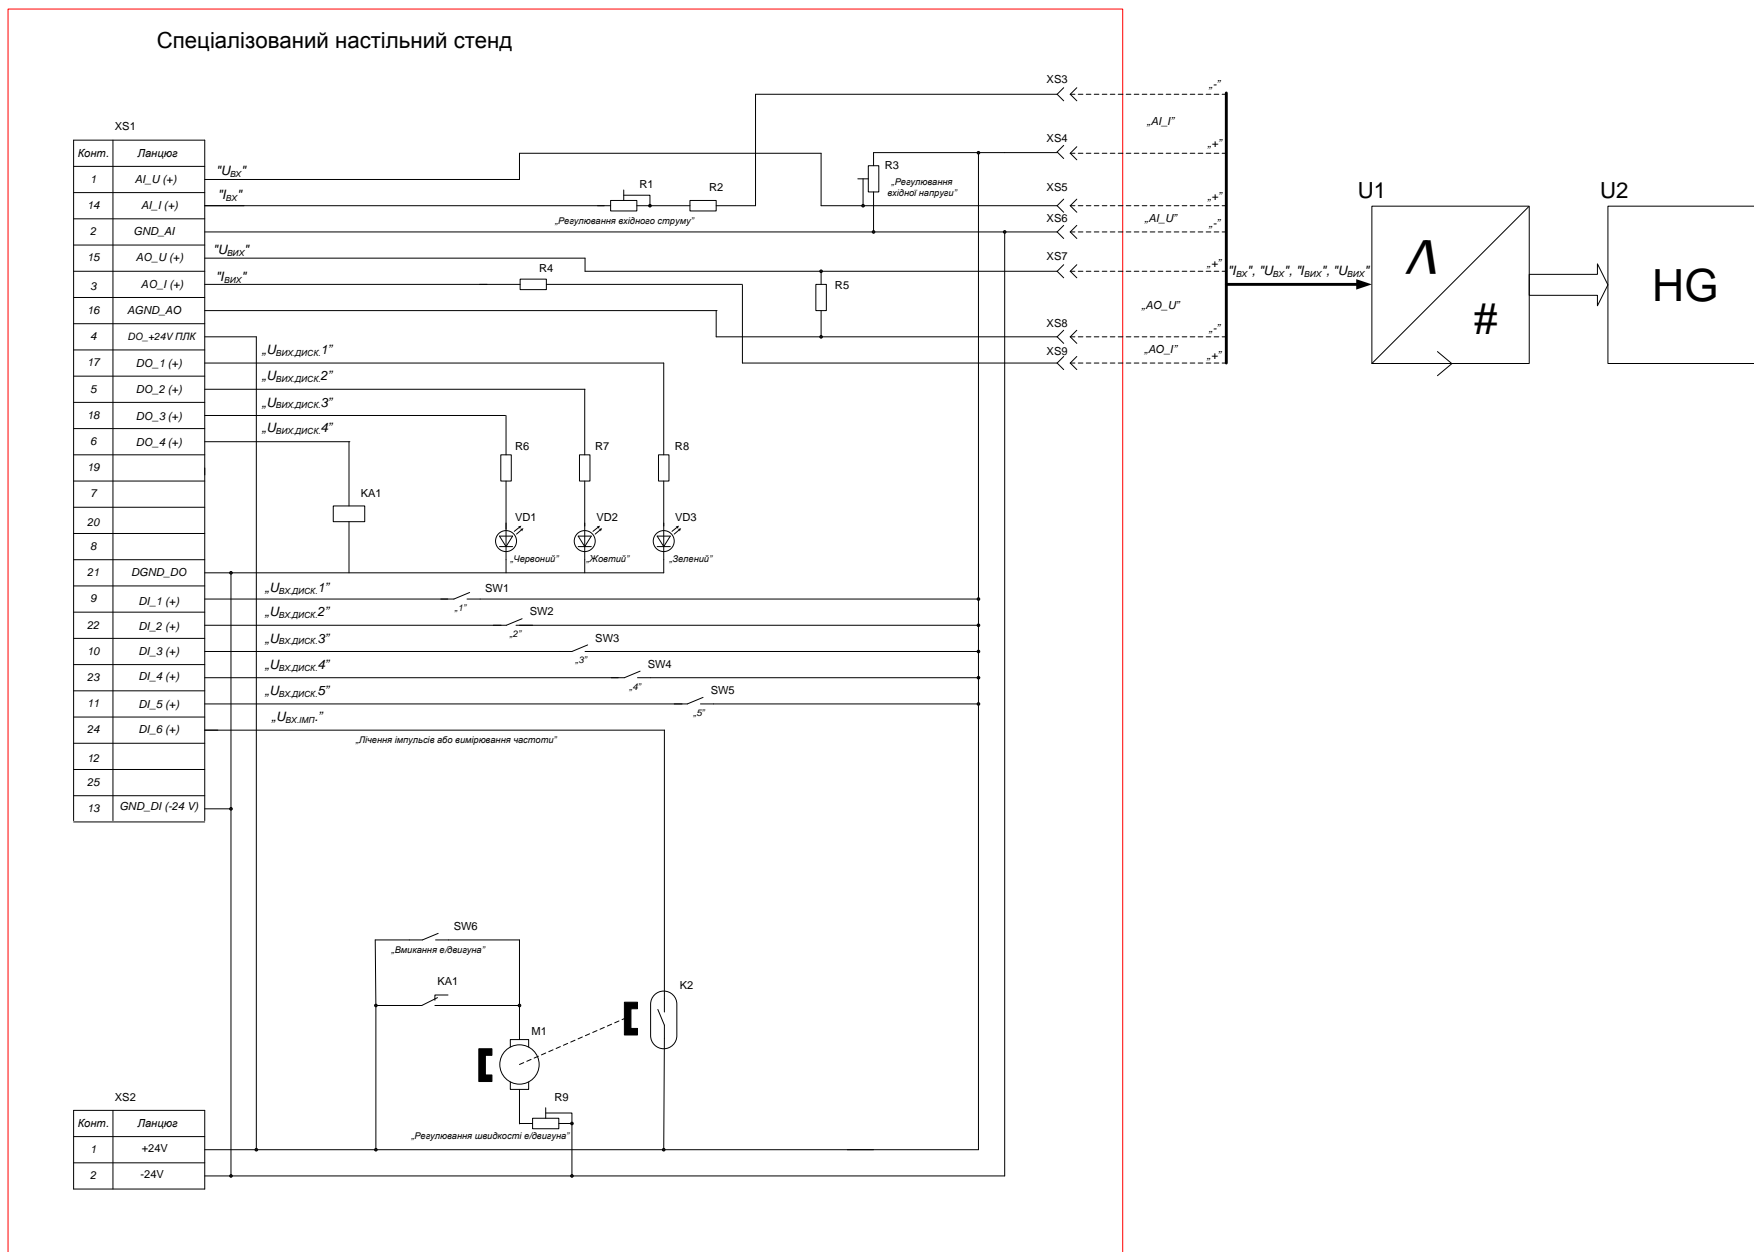 Спеціалізований настільний стенд
XS1
Конт. Ланцюг
1 AI_U (+) "UВХ"
14 AI_I (+) "IВХ"
2 GND_AI
15 AO_U (+) "UВИХ"
3 AO_I (+) "IВИХ"
16 AGND_AO
4 DO_+24V ПЛК
17 DO_1 (+) „UВИХ.ДИСК.1”
5 DO_2 (+) „UВИХ.ДИСК.2”
18 DO_3 (+) „UВИХ.ДИСК.3”
6 DO_4 (+) „UВИХ.ДИСК.4”
19
7
20
8
21 DGND_DO
9 DI_1 (+) „UВХ.ДИСК.1”
22 DI_2 (+) „UВХ.ДИСК.2”
10 DI_3 (+) „UВХ.ДИСК.3”
23 DI_4 (+) „UВХ.ДИСК.4”
11 DI_5 (+) „UВХ.ДИСК.5”
24 DI_6 (+) „UВХ.ІМП.”
„Лічення імпульсів або вимірювання частоти”
12
25
13 GND_DI (-24 V)
R1
R2
„Регулювання вхідного струму”
R3
„Регулювання
вхідної напруги”
R4
R5
R6
R7
R8
KA1
VD1
„Червоний”
VD2
„Жовтий”
VD3
„Зелений”
SW1
„1”
SW2
„2”
SW3
„3”
SW4
„4”
SW5
„5”
SW6
„Вмикання е/двигуна”
KA1
K2
M1
R9
„Регулювання швидкості е/двигуна”
XS2
Конт. Ланцюг
1 +24V
2 -24V
XS3 „-”
„AI_I”
XS4 „+”
XS5 „+”
„AI_U”
XS6 „-”
XS7 „+”
„AO_U”
XS8 „-”
„AO_I”
XS9 „+”
"IВХ", "UВХ", "IВИХ", "UВИХ"
U1
Λ
#
U2
HG